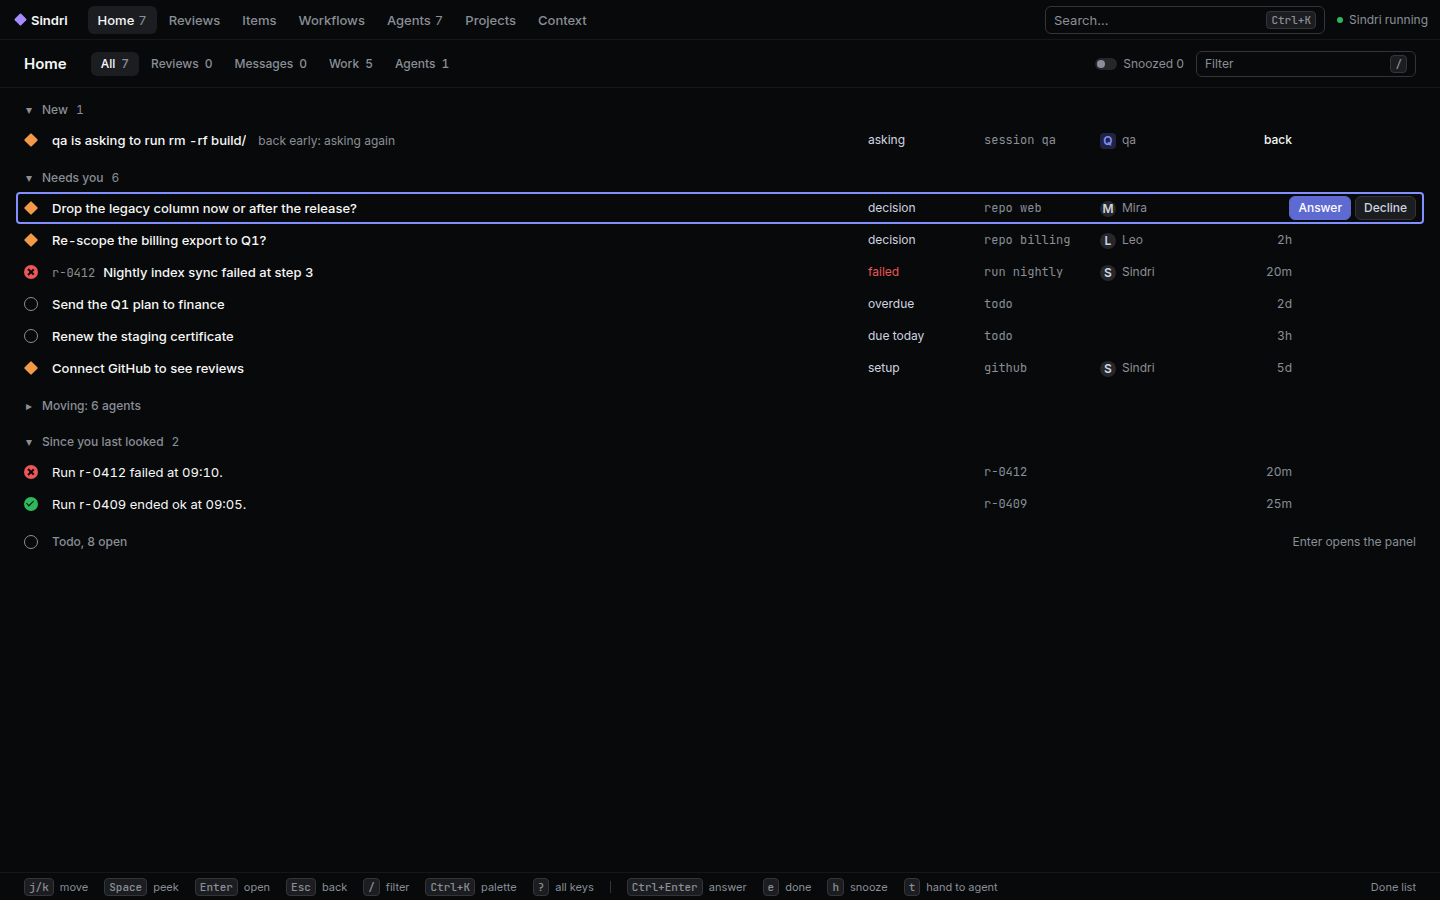 Sindri Home 7 Reviews Items Workflows Agents 7 Projects Context Search... Ctrl+K Sindri running
Home All 7 Reviews 0 Messages 0 Work 5 Agents 1 Snoozed 0 Filter /
New 1
qa is asking to run rm -rf build/ back early: asking again asking session qa Q qa back
Needs you 6
Drop the legacy column now or after the release? decision repo web M Mira Answer Decline
Re-scope the billing export to Q1? decision repo billing L Leo 2h
r-0412 Nightly index sync failed at step 3 failed run nightly S Sindri 20m
Send the Q1 plan to finance overdue todo 2d
Renew the staging certificate due today todo 3h
Connect GitHub to see reviews setup github S Sindri 5d
Moving: 6 agents
Since you last looked 2
Run r-0412 failed at 09:10. r-0412 20m
Run r-0409 ended ok at 09:05. r-0409 25m
Todo, 8 open Enter opens the panel
j/k move Space peek Enter open Esc back / filter Ctrl+K palette ? all keys Ctrl+Enter answer e done h snooze t hand to agent Done list